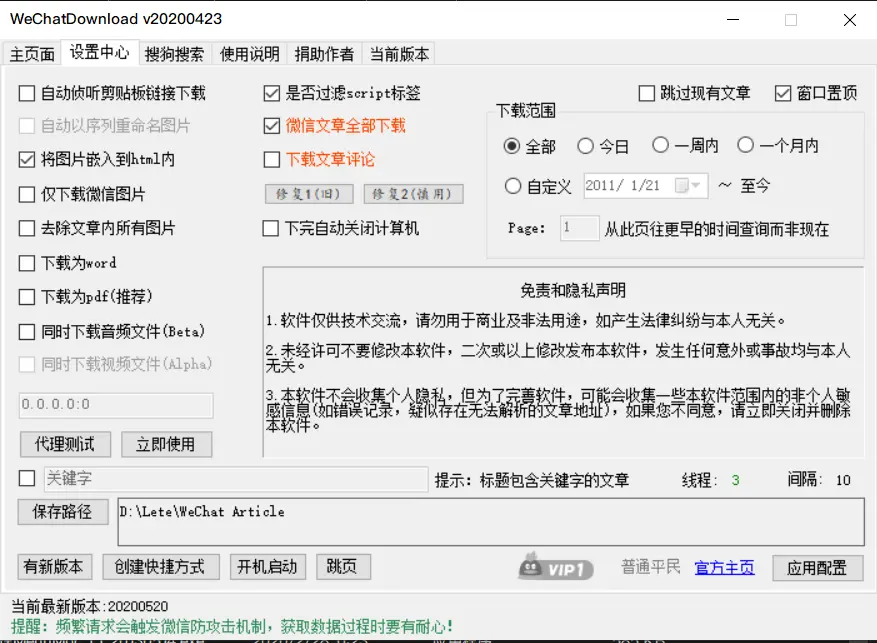 WeChatDownload v20200423
主页面 设置中心 搜狗搜索 使用说明 捐助作者 当前版本
自动侦听剪贴板链接下载 是否过滤script标签 跳过现有文章 窗口置顶
下载范围
自动以序列重命名图片 微信文章全部下载
全部 今日 一周内 一个月内
将图片嵌入到html内 下载文章评论
自定义 2011/ 1/21 ～ 至今
仅下载微信图片 修复1(旧) 修复2(慎用)
去除文章内所有图片 下完自动关闭计算机
Page: 1 从此页往更早的时间查询而非现在
下载为word
下载为pdf(推荐)
同时下载音频文件(Beta)
同时下载视频文件(Alpha)
0.0.0.0:0
代理测试 立即使用
免责和隐私声明
1.软件仅供技术交流，请勿用于商业及非法用途，如产生法律纠纷与本人无关。
2.未经许可不要修改本软件，二次或以上修改发布本软件，发生任何意外或事故均与本人
无关。
3.本软件不会收集个人隐私，但为了完善软件，可能会收集一些本软件范围内的非个人敏
感信息(如错误记录，疑似存在无法解析的文章地址)，如果您不同意，请立即关闭并删除
本软件。
关键字 提示：标题包含关键字的文章 线程： 3 间隔： 10
保存路径 D:\Lete\WeChat Article
有新版本 创建快捷方式 开机启动 跳页 VIP1 普通平民 官方主页 应用配置
当前最新版本:20200520
提醒：频繁请求会触发微信防攻击机制，获取数据过程时要有耐心！